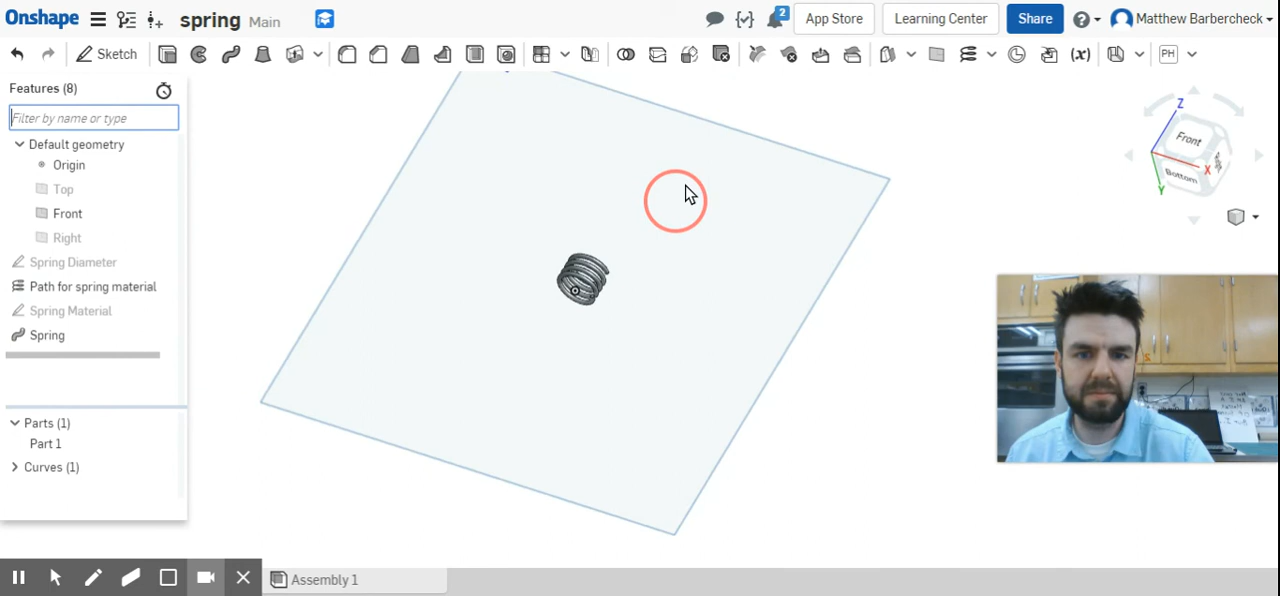 Onshape
spring Main
2
App Store
Learning Center
Share
Matthew Barbercheck
Sketch
(x)
PH
Features (8)
Filter by name or type
Default geometry
Origin
Top
Front
Right
Spring Diameter
Path for spring material
Spring Material
Spring
Parts (1)
Part 1
Curves (1)
Z
Front
X
Bottom
Y
Assembly 1